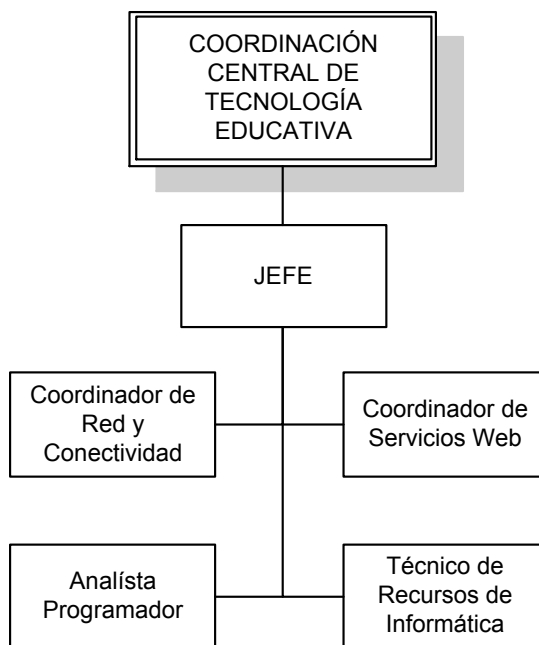 COORDINACIÓN
CENTRAL DE
TECNOLOGÍA
EDUCATIVA
JEFE
Coordinador de
Red y
Conectividad
Coordinador de
Servicios Web
Analísta
Programador
Técnico de
Recursos de
Informática